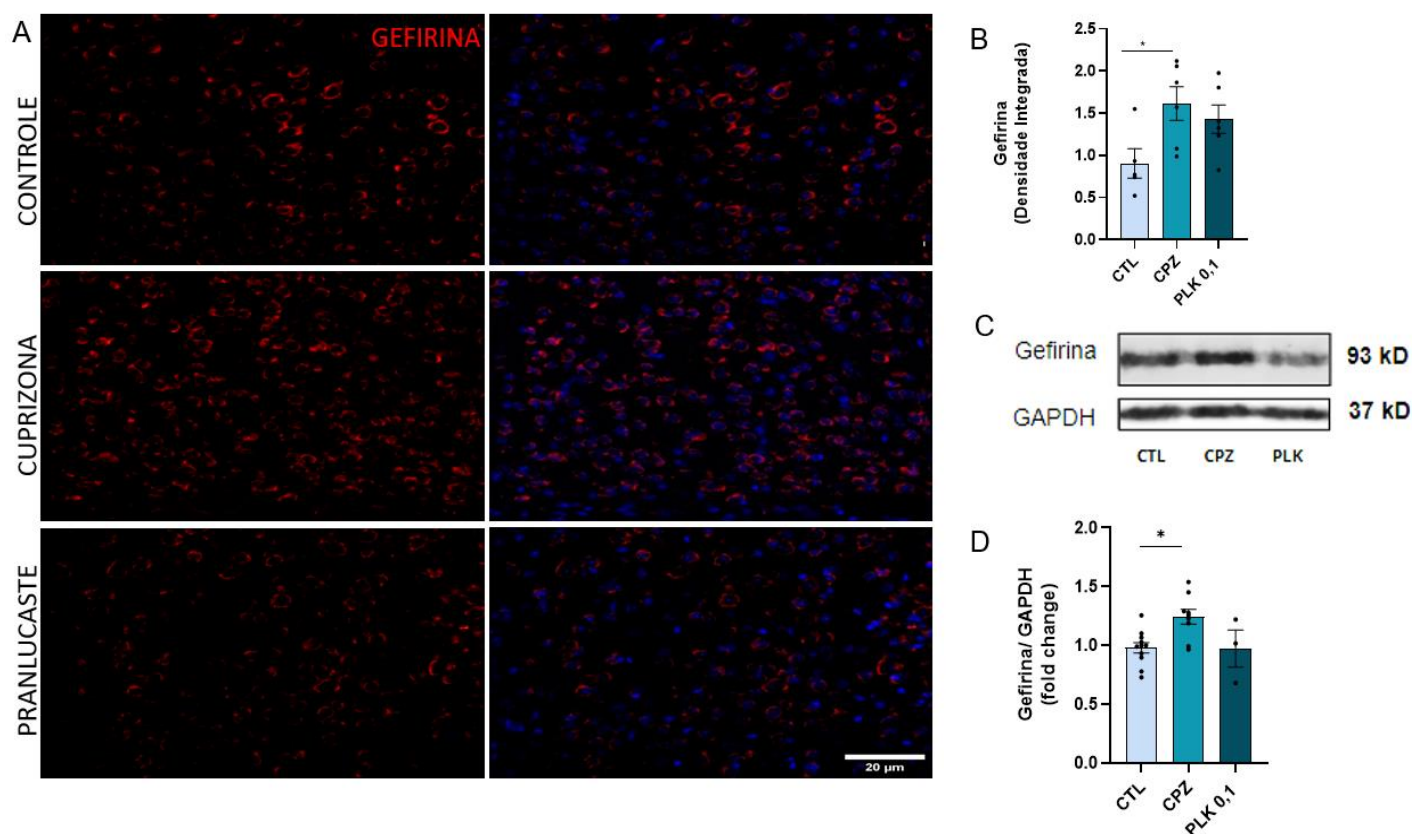 A
GEFIRINA
CONTROLE
CUPRIZONA
PRANLUCASTE
20 µm
B
Gefirina
(Densidade Integrada)
2.5
2.0
1.5
1.0
0.5
0.0
*
CTL
CPZ
PLK 0,1
C
Gefirina
93 kD
GAPDH
37 kD
CTL CPZ PLK
D
Gefirina/ GAPDH
(fold change)
2.0
1.5
1.0
0.5
0.0
*
CTL
CPZ
PLK 0,1